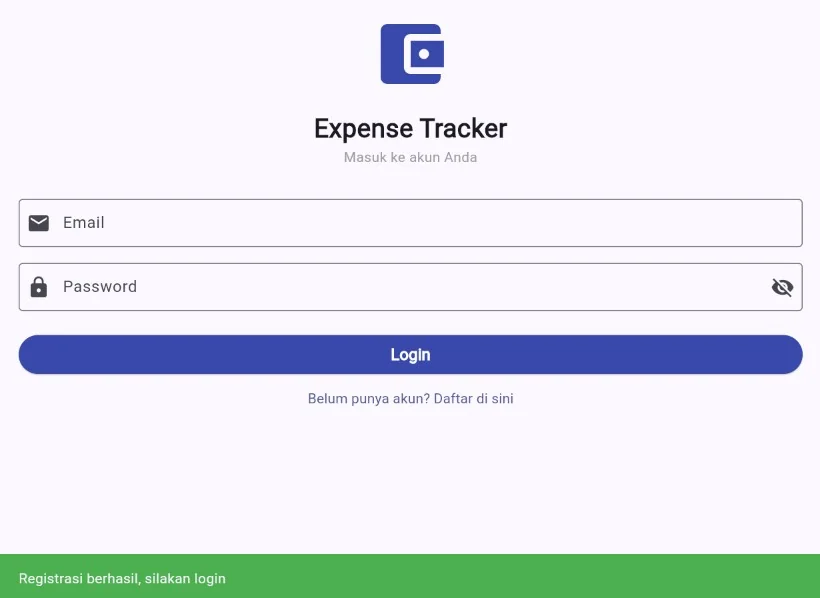 Expense Tracker
Masuk ke akun Anda
Email
Password
Login
Belum punya akun? Daftar di sini
Registrasi berhasil, silakan login